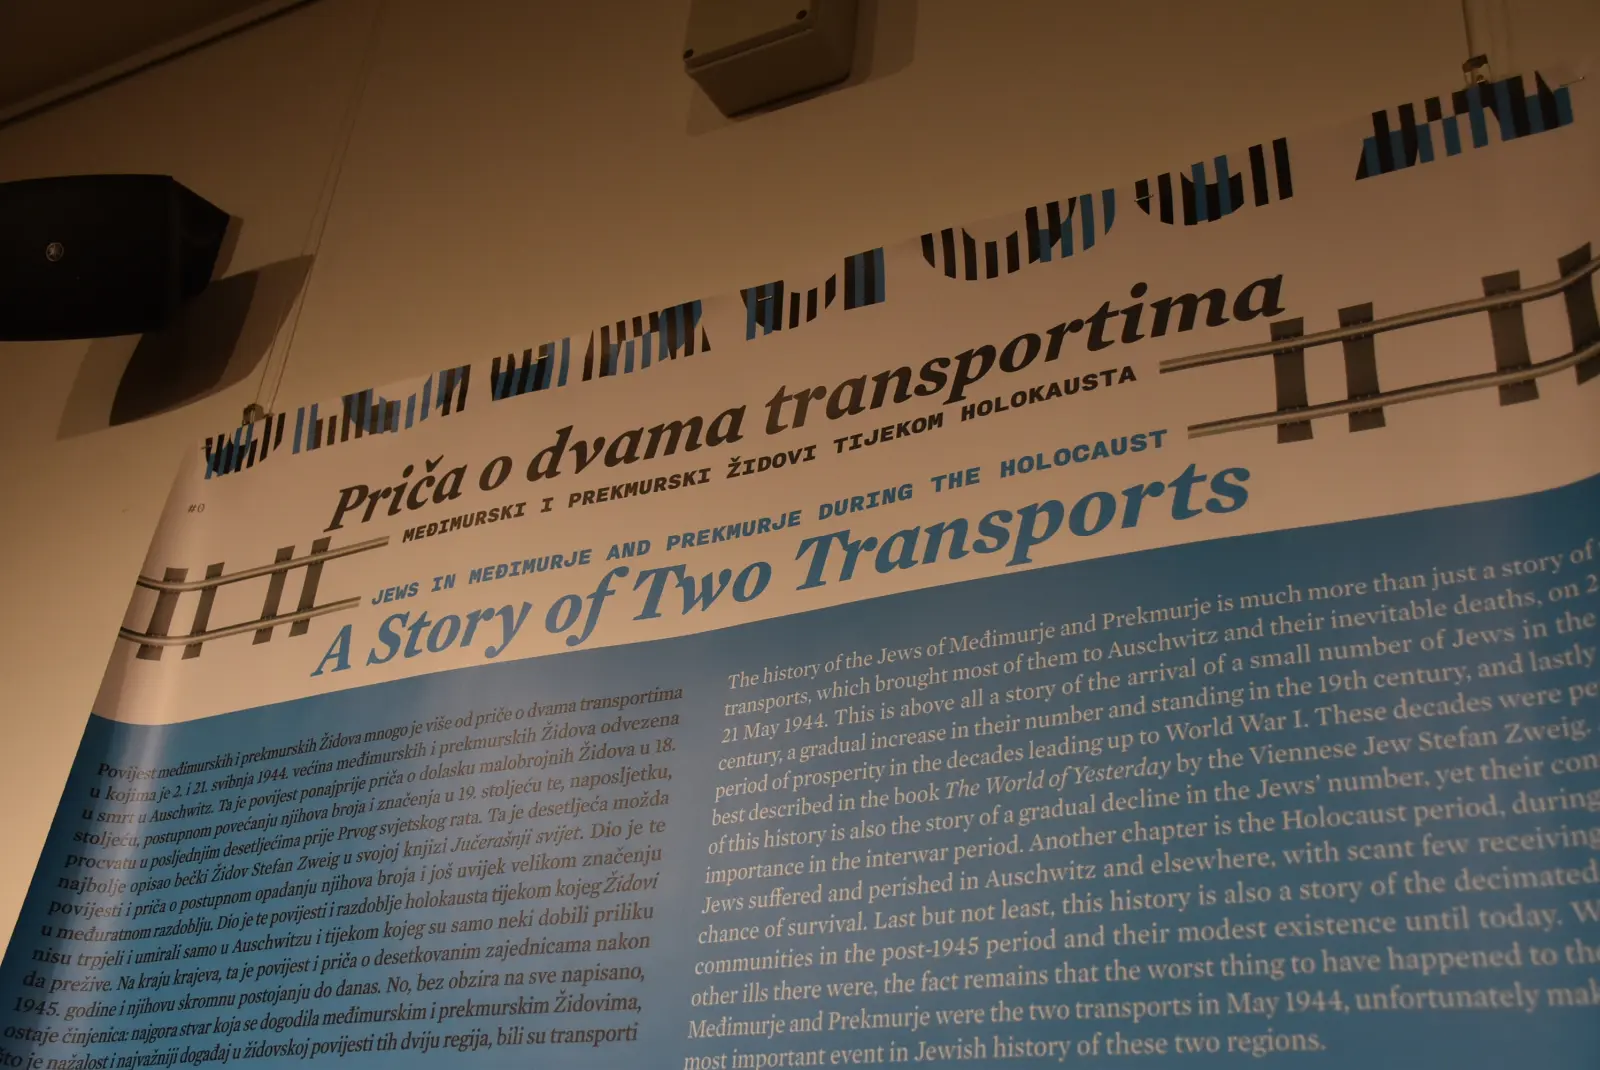 #0
Priča o dvama transportima
MEĐIMURSKI I PREKMURSKI ŽIDOVI TIJEKOM HOLOKAUSTA
JEWS IN MEĐIMURJE AND PREKMURJE DURING THE HOLOCAUST
A Story of Two Transports
Povijest međimurskih i prekmurskih Židova mnogo je više od priče o dvama transportima
u kojima je 2. i 21. svibnja 1944. većina međimurskih i prekmurskih Židova odvezena
u smrt u Auschwitz. Ta je povijest ponajprije priča o dolasku malobrojnih Židova u 18.
stoljeću, postupnom povećanju njihova broja i značenja u 19. stoljeću te, naposljetku,
procvatu u posljednjim desetljećima prije Prvog svjetskog rata. Ta je desetljeća možda
najbolje opisao bečki Židov Stefan Zweig u svojoj knjizi Jučerašnji svijet. Dio je te
povijesti i priča o postupnom opadanju njihova broja i još uvijek velikom značenju
u međuratnom razdoblju. Dio je te povijesti i razdoblje holokausta tijekom kojeg Židovi
nisu trpjeli i umirali samo u Auschwitzu i tijekom kojeg su samo neki dobili priliku
da prežive. Na kraju krajeva, ta je povijest i priča o desetkovanim zajednicama nakon
1945. godine i njihovu skromnu postojanju do danas. No, bez obzira na sve napisano,
ostaje činjenica: najgora stvar koja se dogodila međimurskim i prekmurskim Židovima,
što je nažalost i najvažniji događaj u židovskoj povijesti tih dviju regija, bili su transporti
The history of the Jews of Međimurje and Prekmurje is much more than just a story of
transports, which brought most of them to Auschwitz and their inevitable deaths, on 2
21 May 1944. This is above all a story of the arrival of a small number of Jews in the
century, a gradual increase in their number and standing in the 19th century, and lastly
period of prosperity in the decades leading up to World War I. These decades were pe
best described in the book The World of Yesterday by the Viennese Jew Stefan Zweig.
of this history is also the story of a gradual decline in the Jews' number, yet their con
importance in the interwar period. Another chapter is the Holocaust period, during
Jews suffered and perished in Auschwitz and elsewhere, with scant few receiving
chance of survival. Last but not least, this history is also a story of the decimated
communities in the post-1945 period and their modest existence until today. W
other ills there were, the fact remains that the worst thing to have happened to the
Međimurje and Prekmurje were the two transports in May 1944, unfortunately mak
most important event in Jewish history of these two regions.